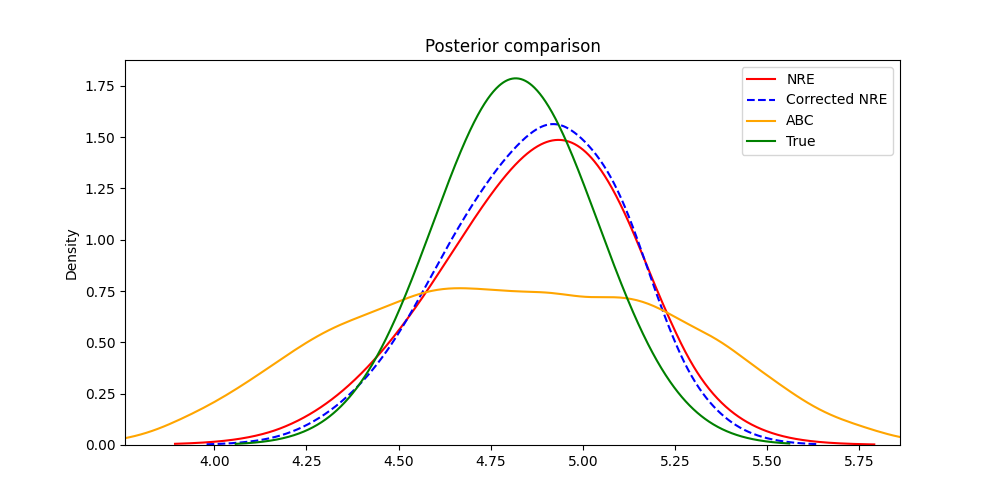 Posterior comparison
NRE
Corrected NRE
ABC
True
Density
1.75
1.50
1.25
1.00
0.75
0.50
0.25
0.00
4.00 4.25 4.50 4.75 5.00 5.25 5.50 5.75